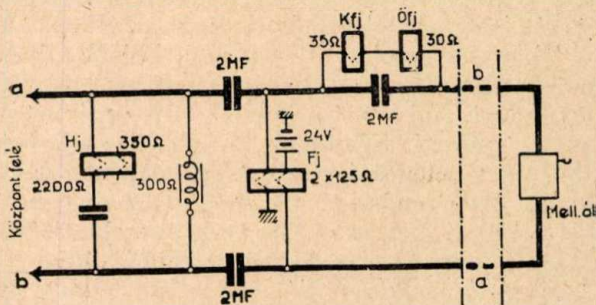 Kfj
Öfj
35Ω
30Ω
2MF
b
a
2MF
24V
Hj
350Ω
Fj
2×125Ω
300Ω
2200Ω
Mell.áll
Központ felé
b
a
2MF